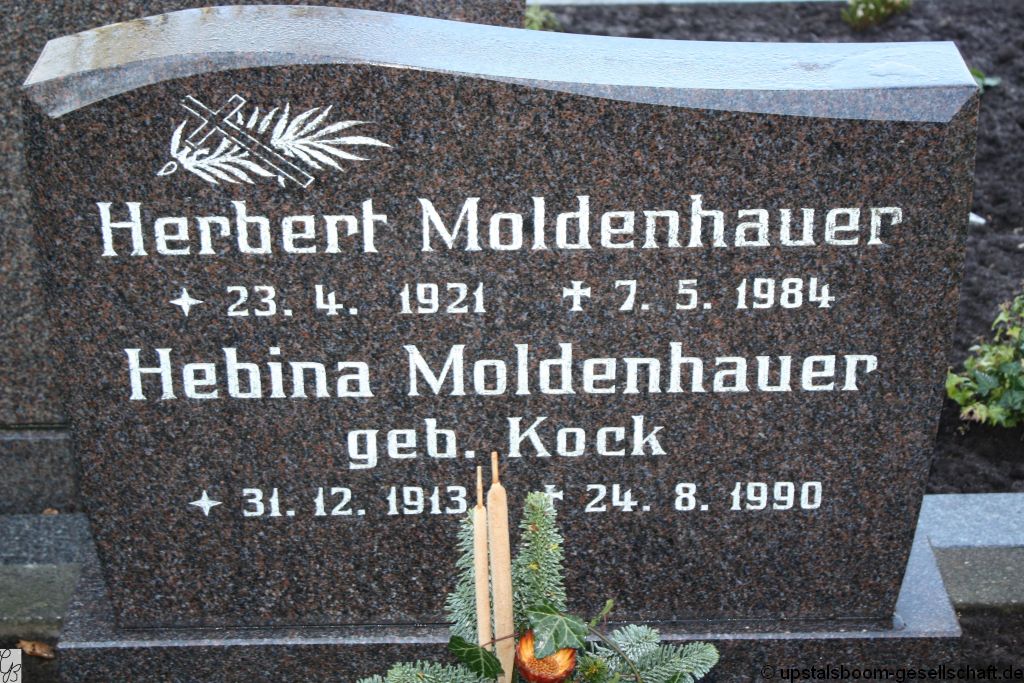 Herbert Moldenhauer
✦ 23. 4. 1921 ✝ 7. 5. 1984
Hebina Moldenhauer
geb. Kock
✦ 31. 12. 1913 ✝ 24. 8. 1990
© upstalsboom-gesellschaft.de